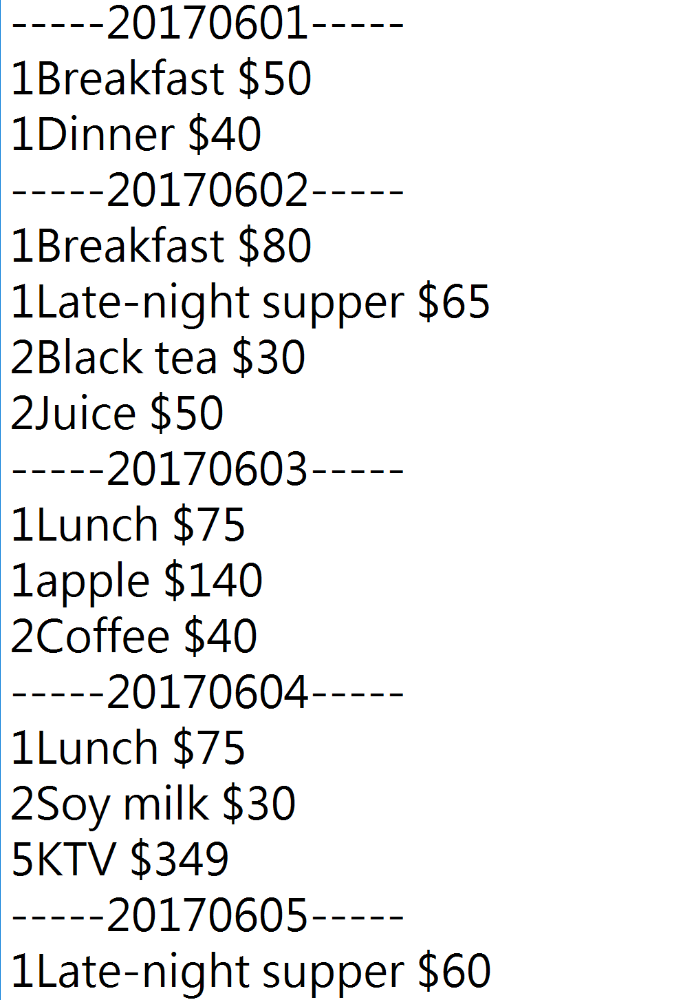 -----20170601-----
1Breakfast $50
1Dinner $40
-----20170602-----
1Breakfast $80
1Late-night supper $65
2Black tea $30
2Juice $50
-----20170603-----
1Lunch $75
1apple $140
2Coffee $40
-----20170604-----
1Lunch $75
2Soy milk $30
5KTV $349
-----20170605-----
1Late-night supper $60